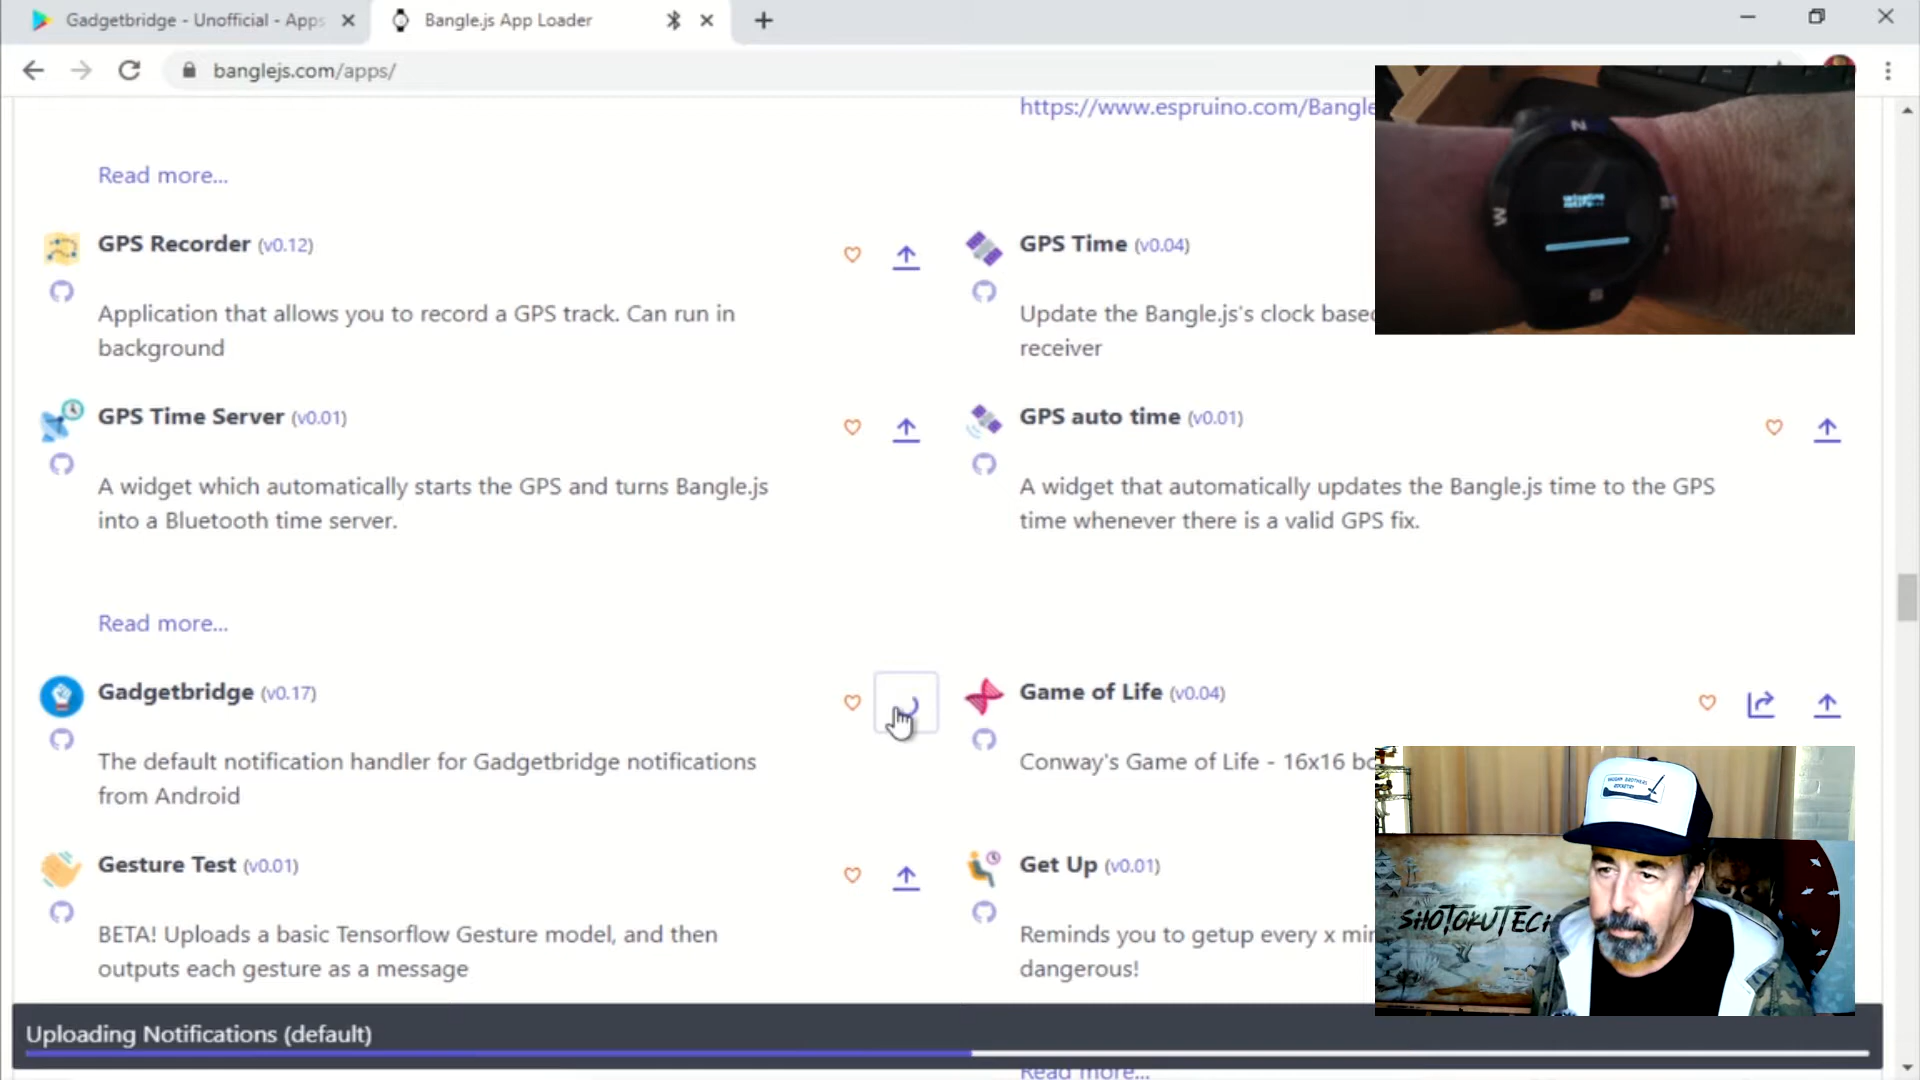 Gadgetbridge - Unofficial - Apps
Bangle.js App Loader
banglejs.com/apps/
https://www.espruino.com/Bangle
Read more...
GPS Recorder (v0.12)
Application that allows you to record a GPS track. Can run in
background
GPS Time (v0.04)
Update the Bangle.js's clock based
receiver
GPS Time Server (v0.01)
A widget which automatically starts the GPS and turns Bangle.js
into a Bluetooth time server.
GPS auto time (v0.01)
A widget that automatically updates the Bangle.js time to the GPS
time whenever there is a valid GPS fix.
Read more...
Gadgetbridge (v0.17)
The default notification handler for Gadgetbridge notifications
from Android
Game of Life (v0.04)
Conway's Game of Life - 16x16 bo
Gesture Test (v0.01)
BETA! Uploads a basic Tensorflow Gesture model, and then
outputs each gesture as a message
Get Up (v0.01)
Reminds you to getup every x min
dangerous!
Uploading Notifications (default)
Read more...
N
W
S
SHOTOKUTECH